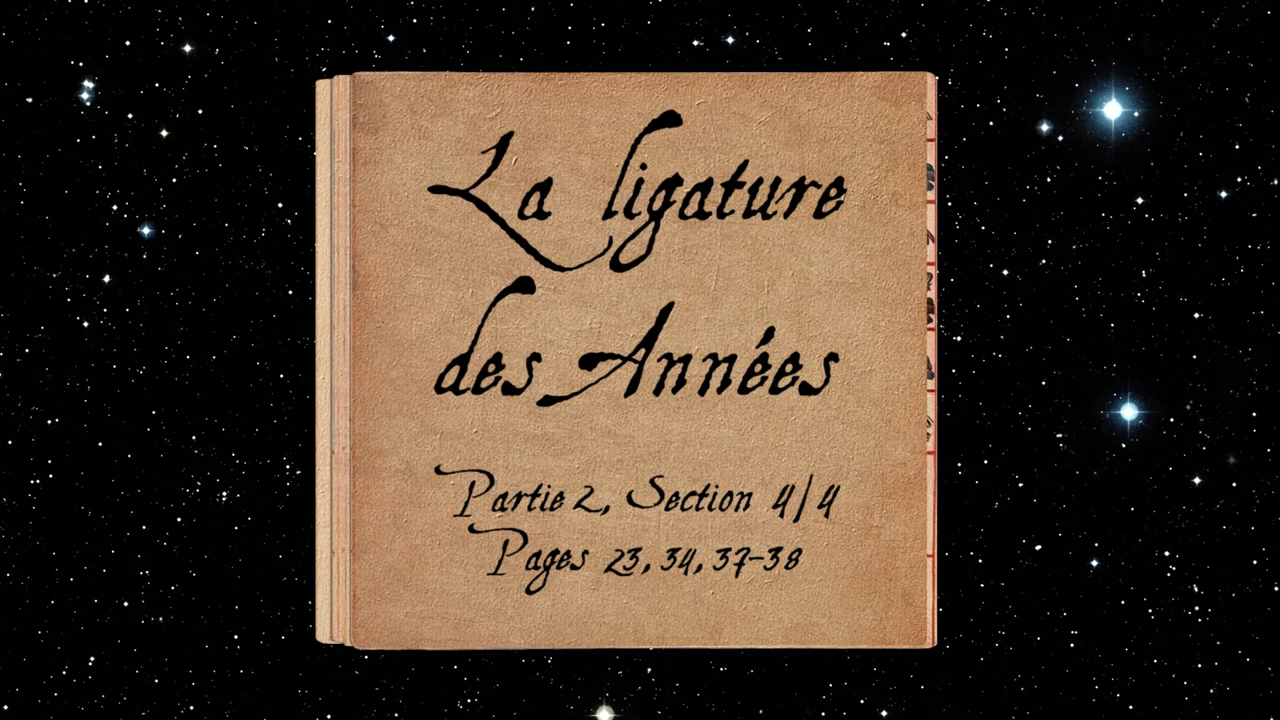 La ligature
des Années
Partie 2, Section 4/4
Pages 23, 34, 37-38